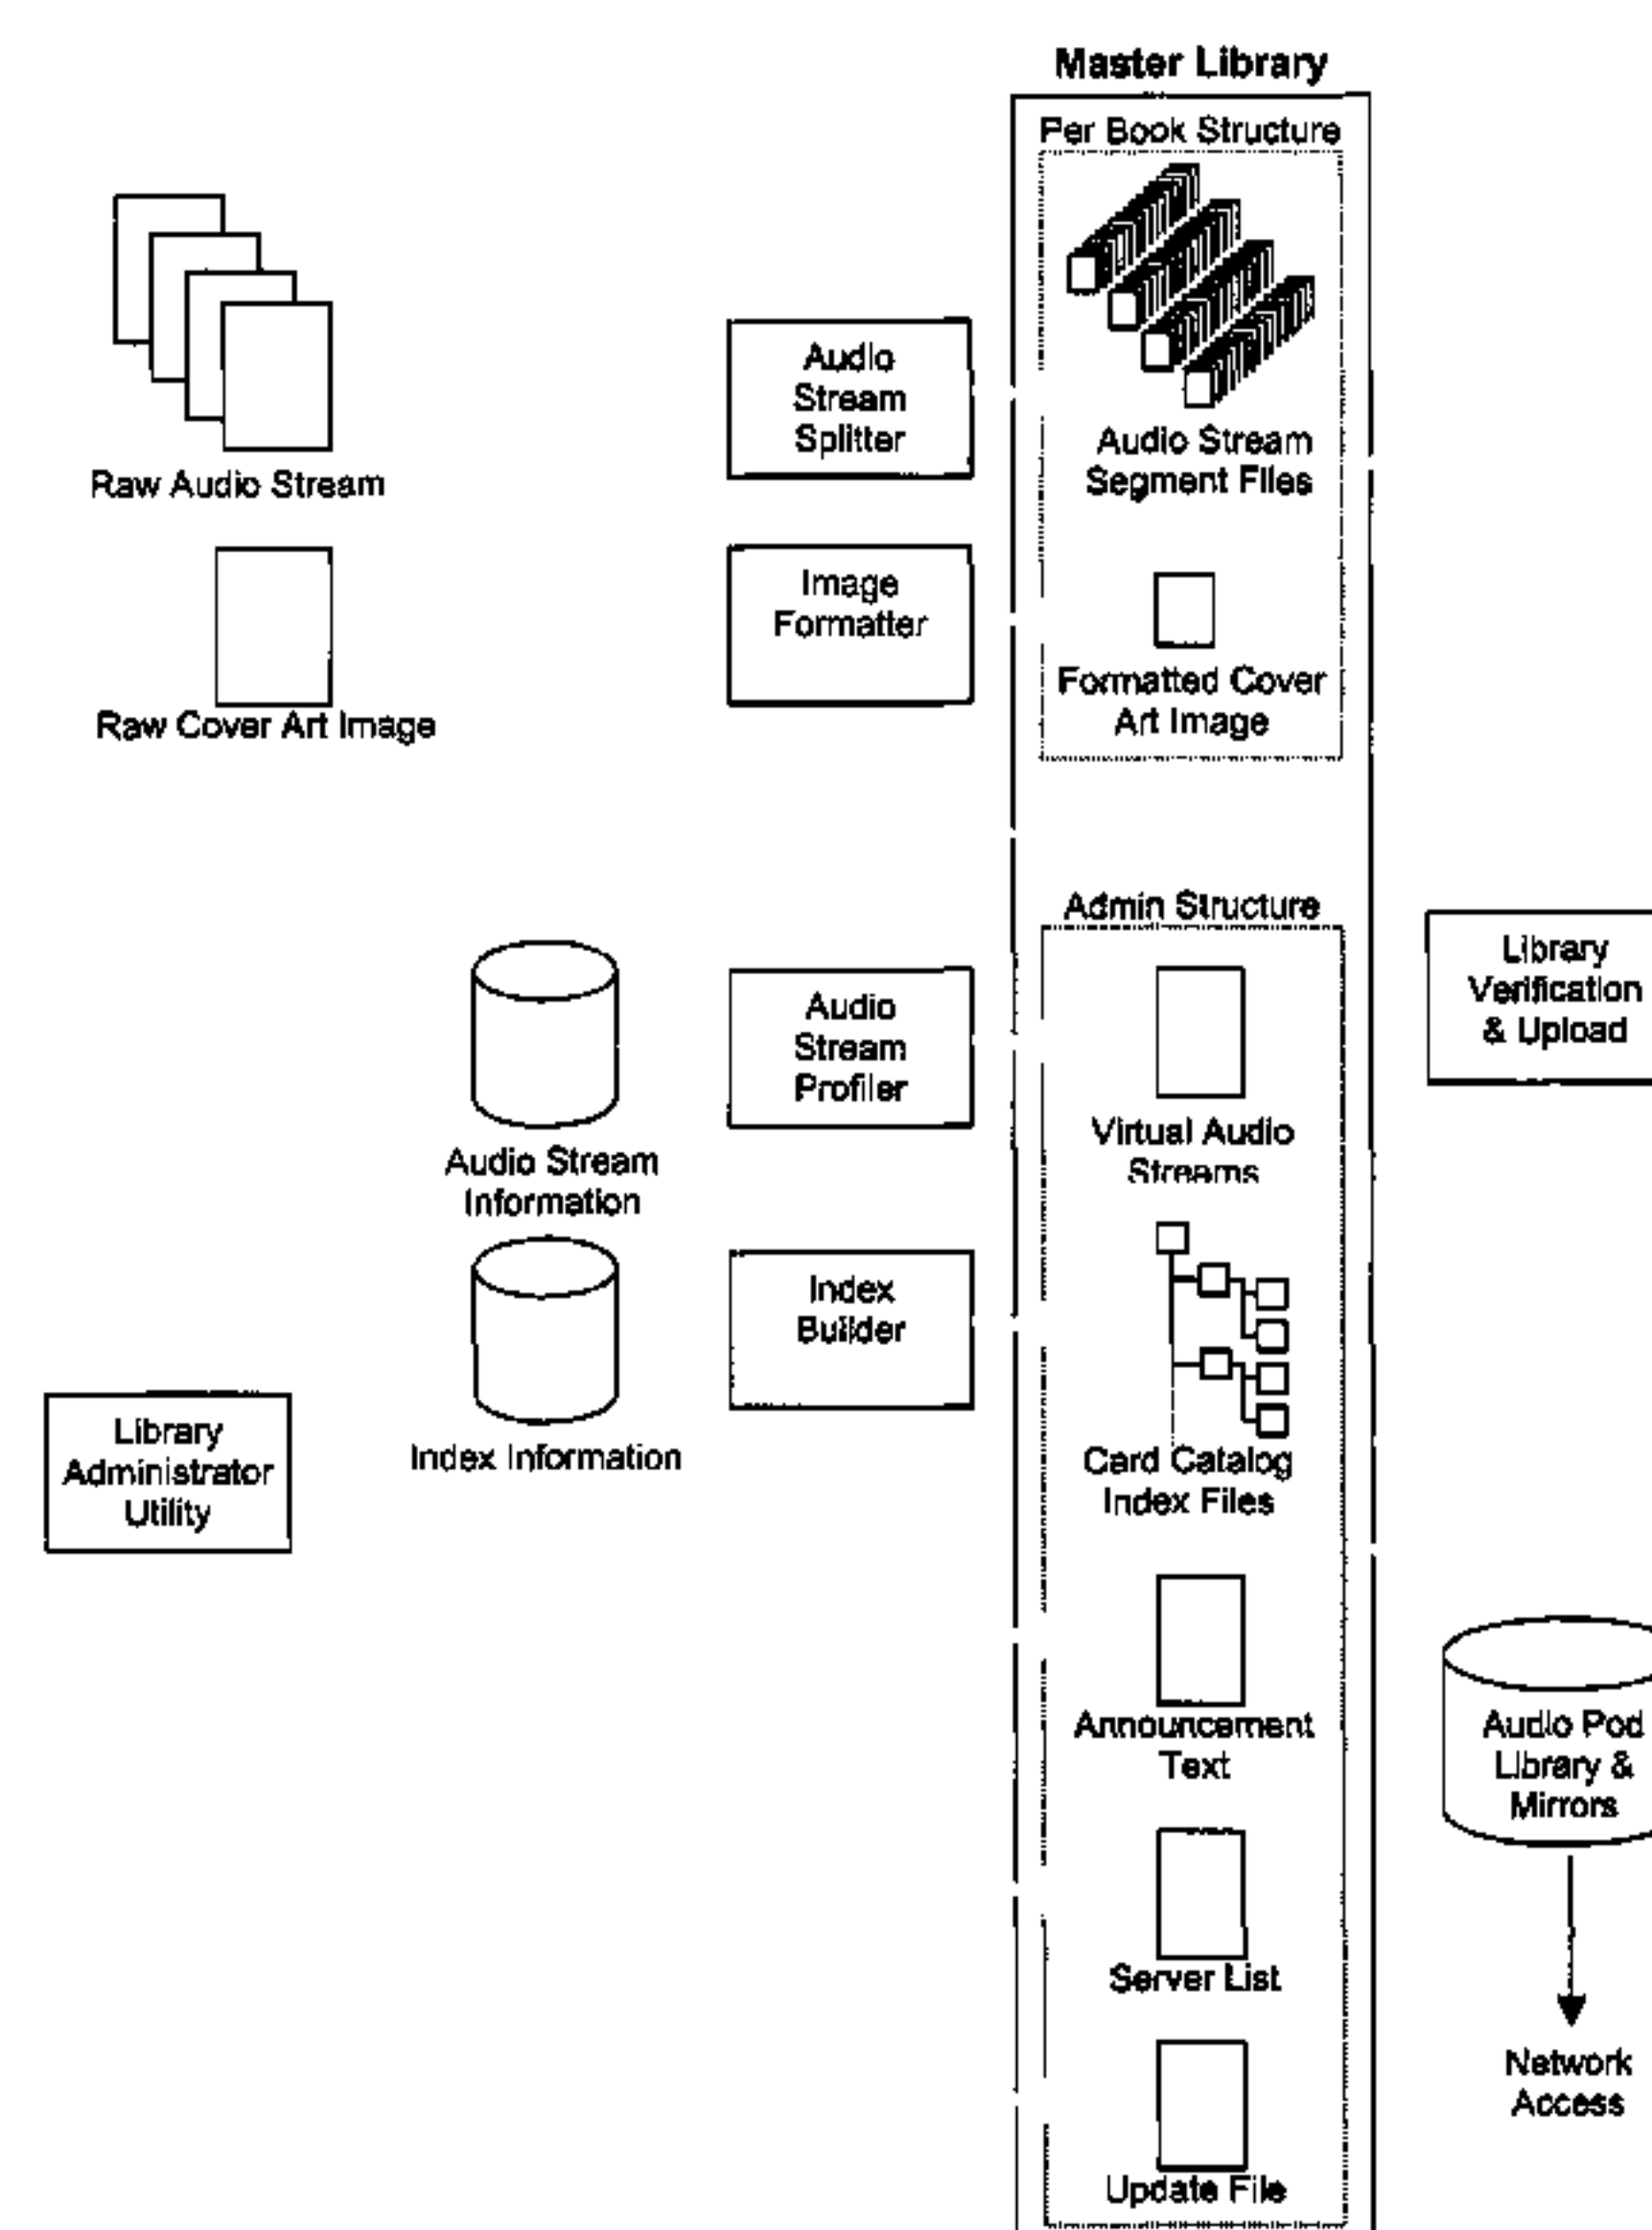 Master Library
Per Book Structure
Audio Stream
Segment Files
Formatted Cover
Art Image
Raw Audio Stream
Raw Cover Art Image
Audio
Stream
Splitter
Image
Formatter
Admin Structure
Virtual Audio
Streams
Card Catalog
Index Files
Announcement
Text
Server List
Update File
Audio Stream
Information
Index Information
Audio
Stream
Profiler
Index
Builder
Library
Administrator
Utility
Library
Verification
& Upload
Audio Pod
Library &
Mirrors
Network
Access